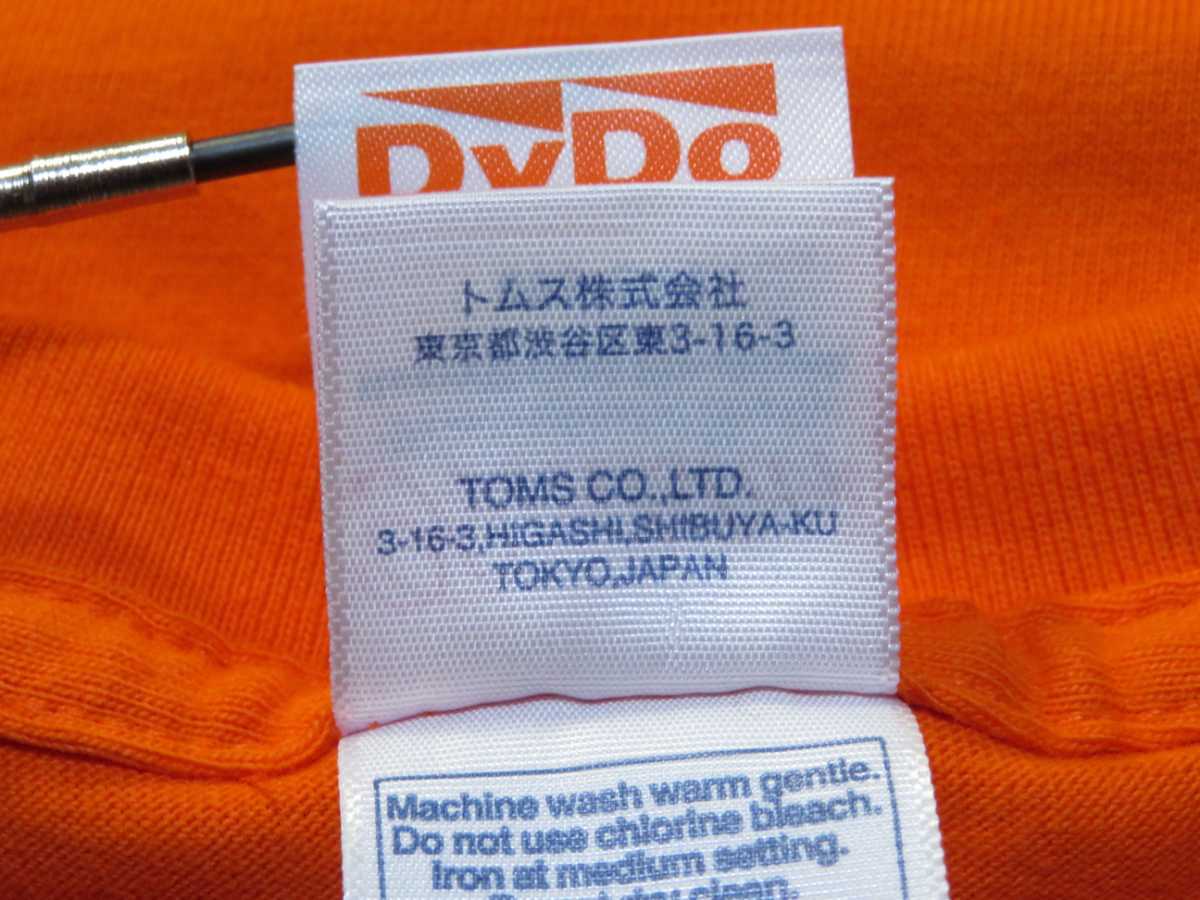 DyDo
トムス株式会社
東京都渋谷区東3-16-3
TOMS CO.,LTD.
3-16-3,HIGASHI,SHIBUYA-KU
TOKYO,JAPAN
Machine wash warm gentle.
Do not use chlorine bleach.
Iron at medium setting.
dry clean.